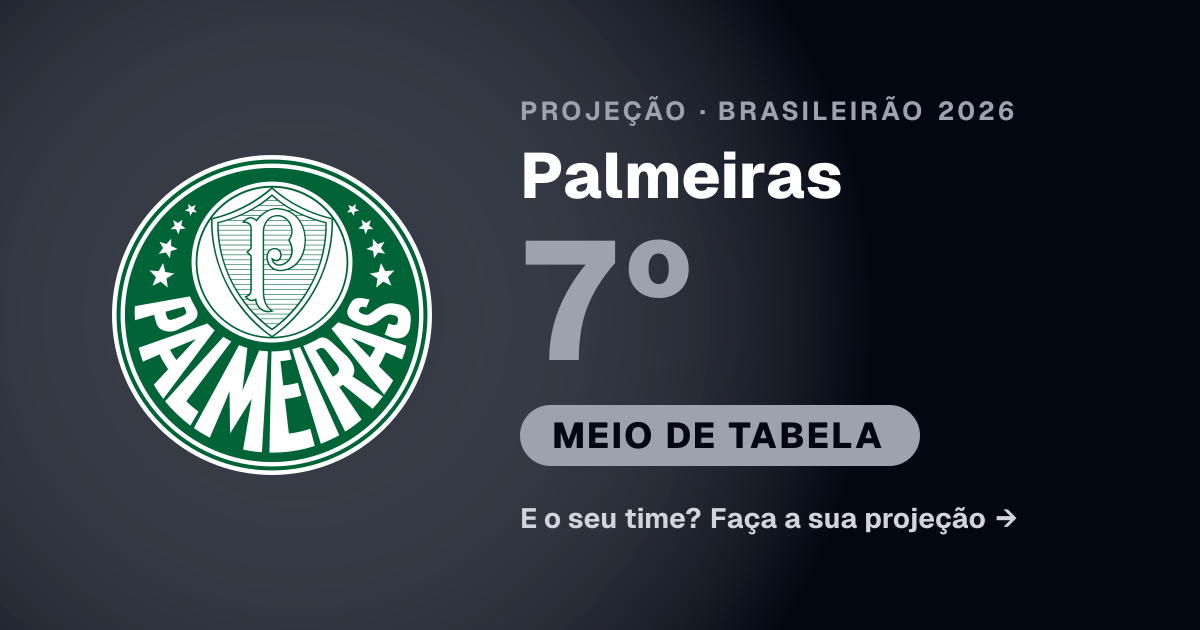 PROJEÇÃO · BRASILEIRÃO 2026
Palmeiras
7º
MEIO DE TABELA
E o seu time? Faça a sua projeção →
P
PALMEIRAS